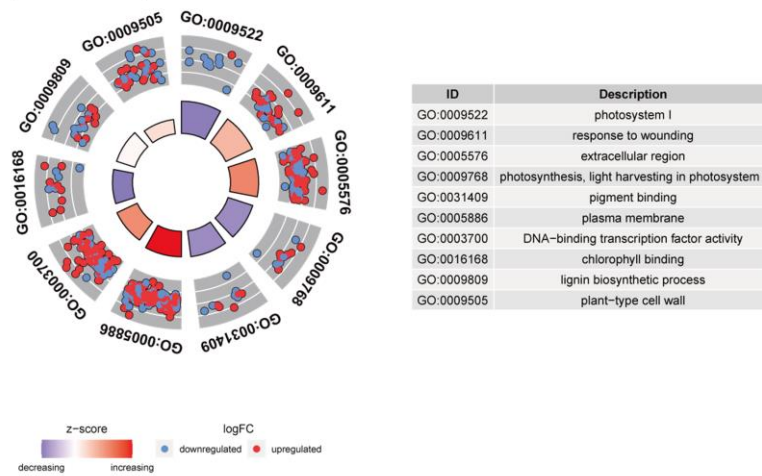 GO:0009522
GO:0009611
GO:0005576
GO:0009768
GO:0031409
GO:0005886
GO:0003700
GO:0016168
GO:0009809
GO:0009505
ID Description
GO:0009522 photosystem I
GO:0009611 response to wounding
GO:0005576 extracellular region
GO:0009768 photosynthesis, light harvesting in photosystem
GO:0031409 pigment binding
GO:0005886 plasma membrane
GO:0003700 DNA−binding transcription factor activity
GO:0016168 chlorophyll binding
GO:0009809 lignin biosynthetic process
GO:0009505 plant−type cell wall
z−score
decreasing increasing
logFC
downregulated upregulated